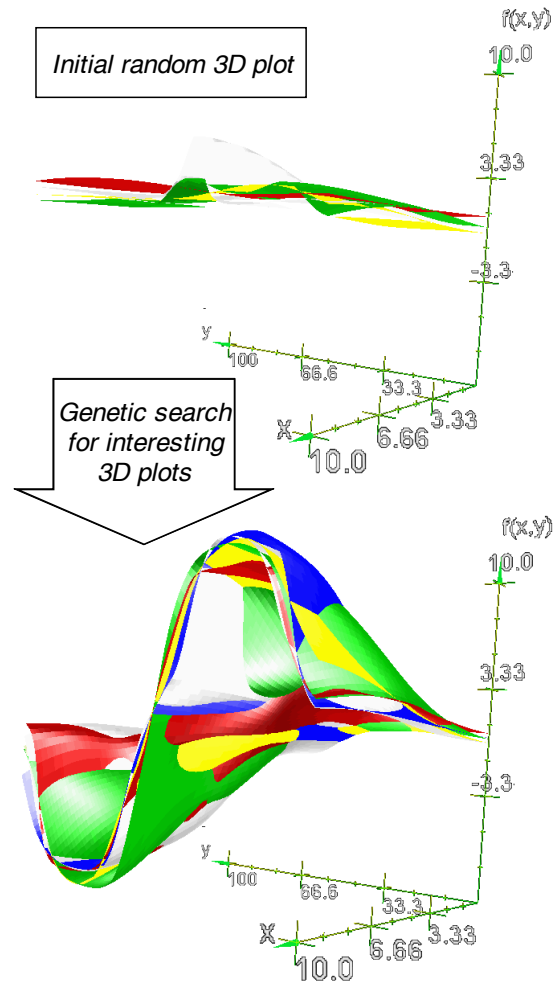 f(x,y)
Initial random 3D plot
10.0
3.33
-3.3
y
100
66.6
33.3
3.33
X
6.66
10.0
Genetic search
for interesting
3D plots
f(x,y)
10.0
3.33
-3.3
y
100
66.6
33.3
3.33
X
6.66
10.0